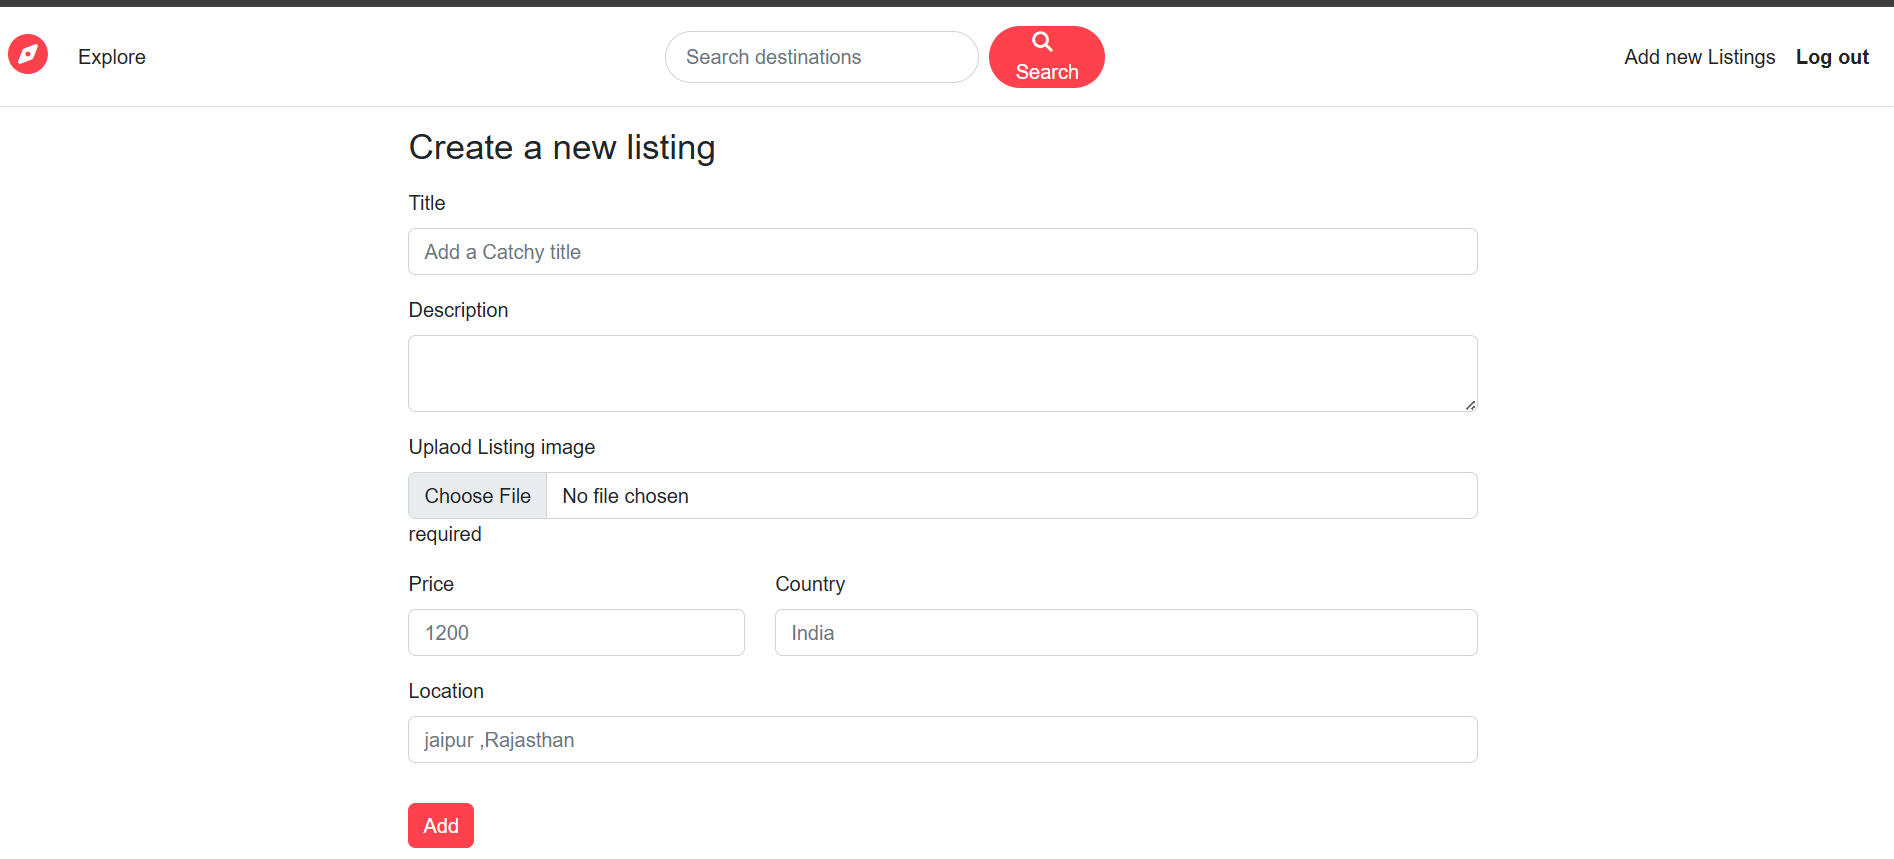 Explore
Search destinations
Search
Add new Listings
Log out
Create a new listing
Title
Add a Catchy title
Description
Uplaod Listing image
Choose File No file chosen
required
Price
Country
1200
India
Location
jaipur ,Rajasthan
Add